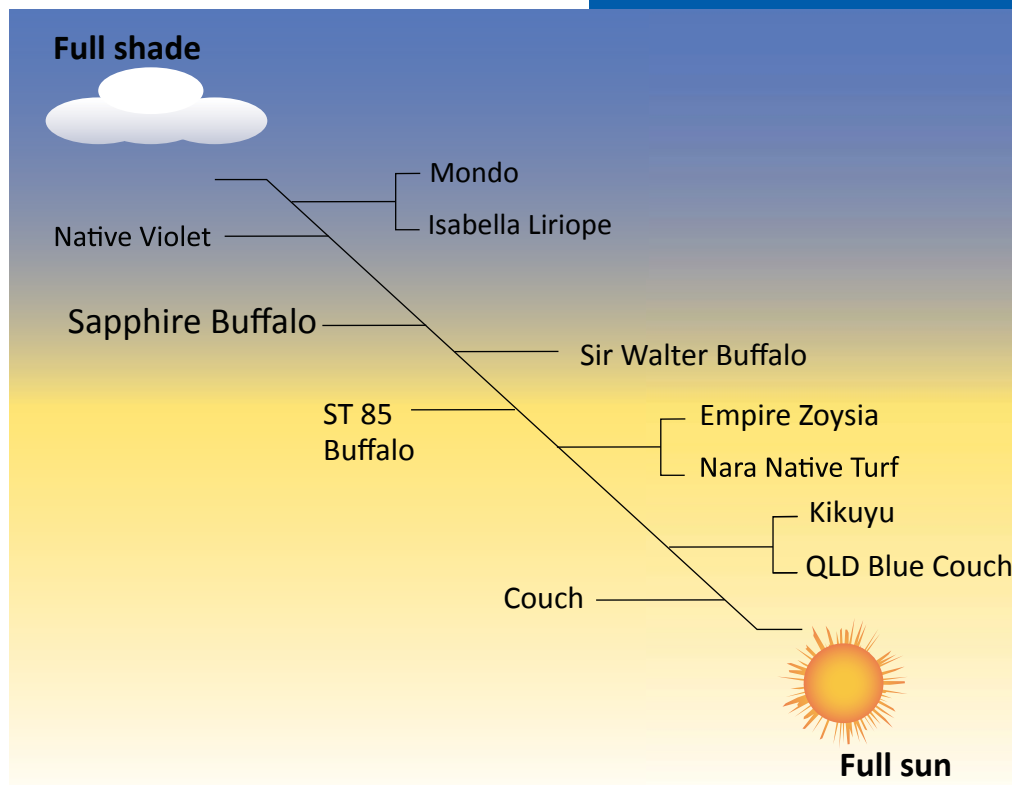 Full shade
Mondo
Isabella Liriope
Native Violet
Sapphire Buffalo
Sir Walter Buffalo
ST 85
Buffalo
Empire Zoysia
Nara Native Turf
Kikuyu
QLD Blue Couch
Couch
Full sun